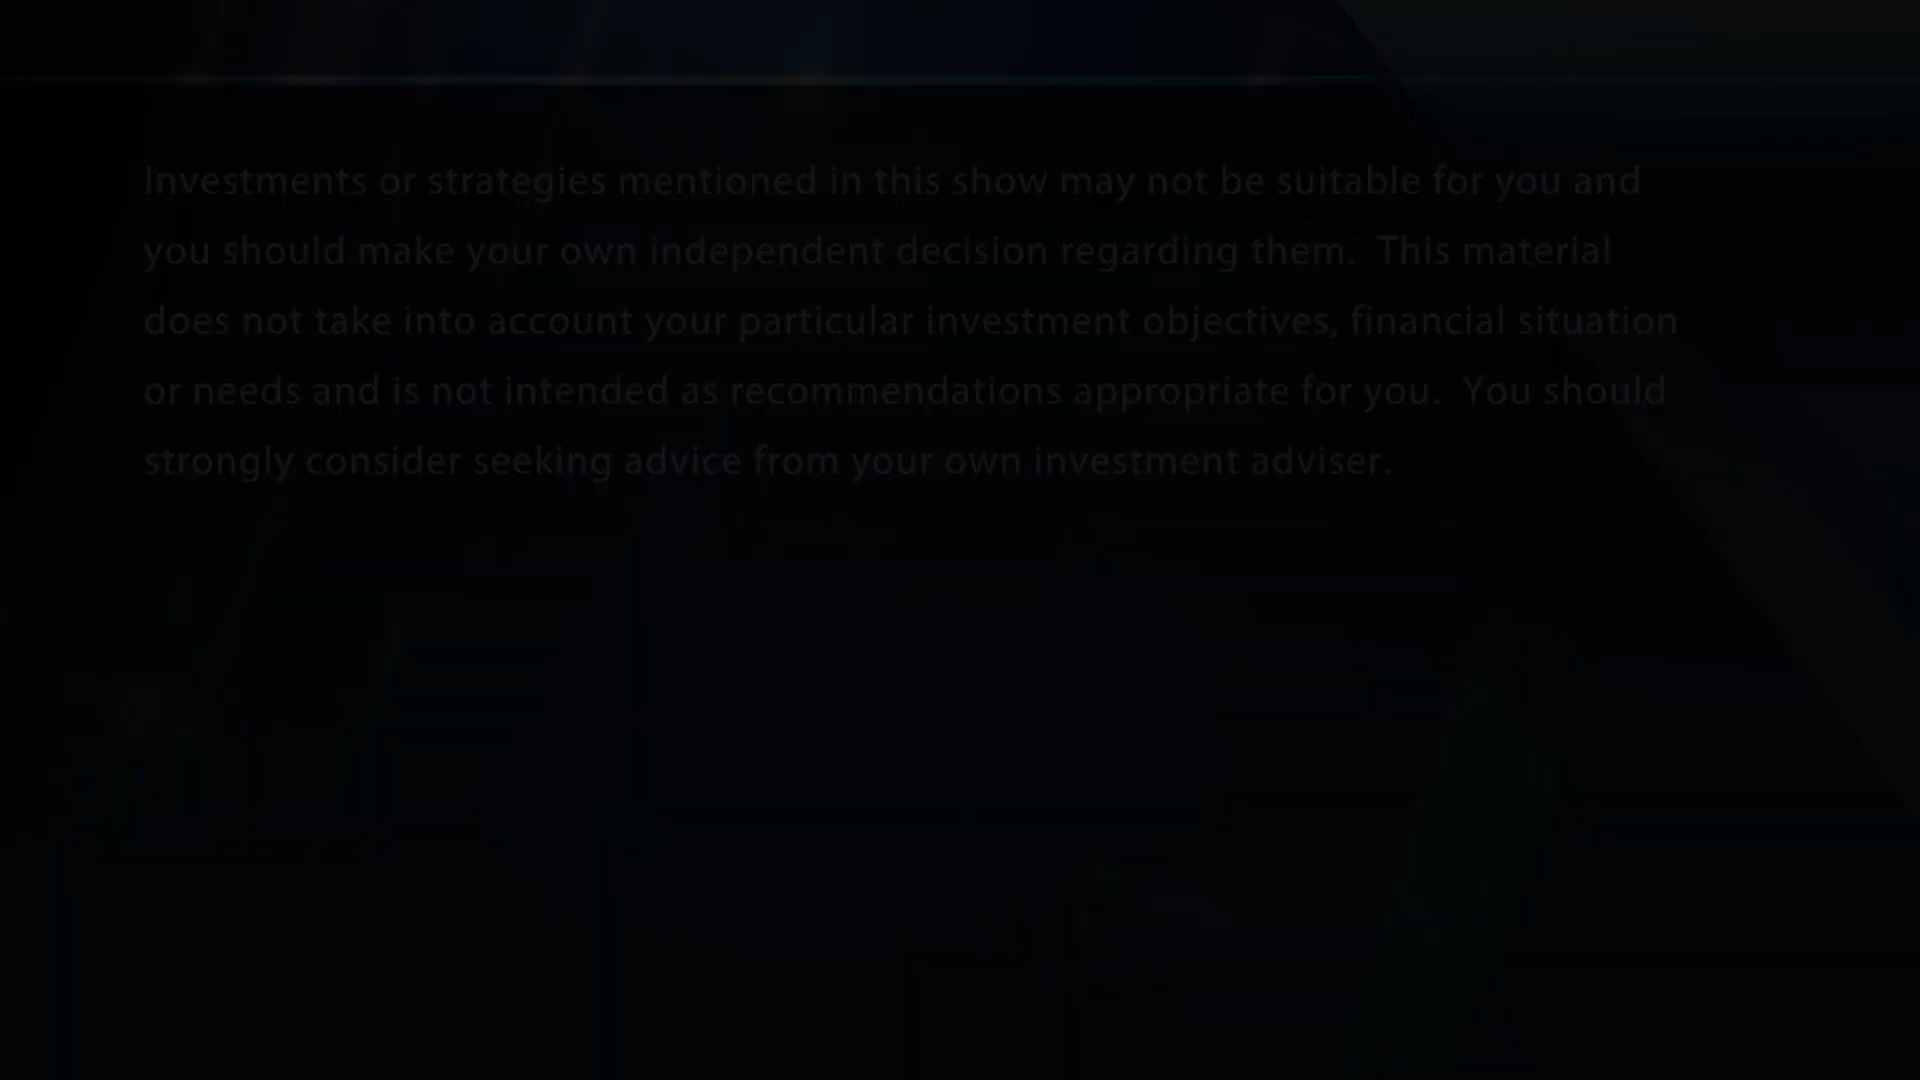 Investments or strategies mentioned in this show may not be suitable for you and
you should make your own independent decision regarding them.  This material
does not take into account your particular investment objectives, financial situation
or needs and is not intended as recommendations appropriate for you.  You should
strongly consider seeking advice from your own investment adviser.